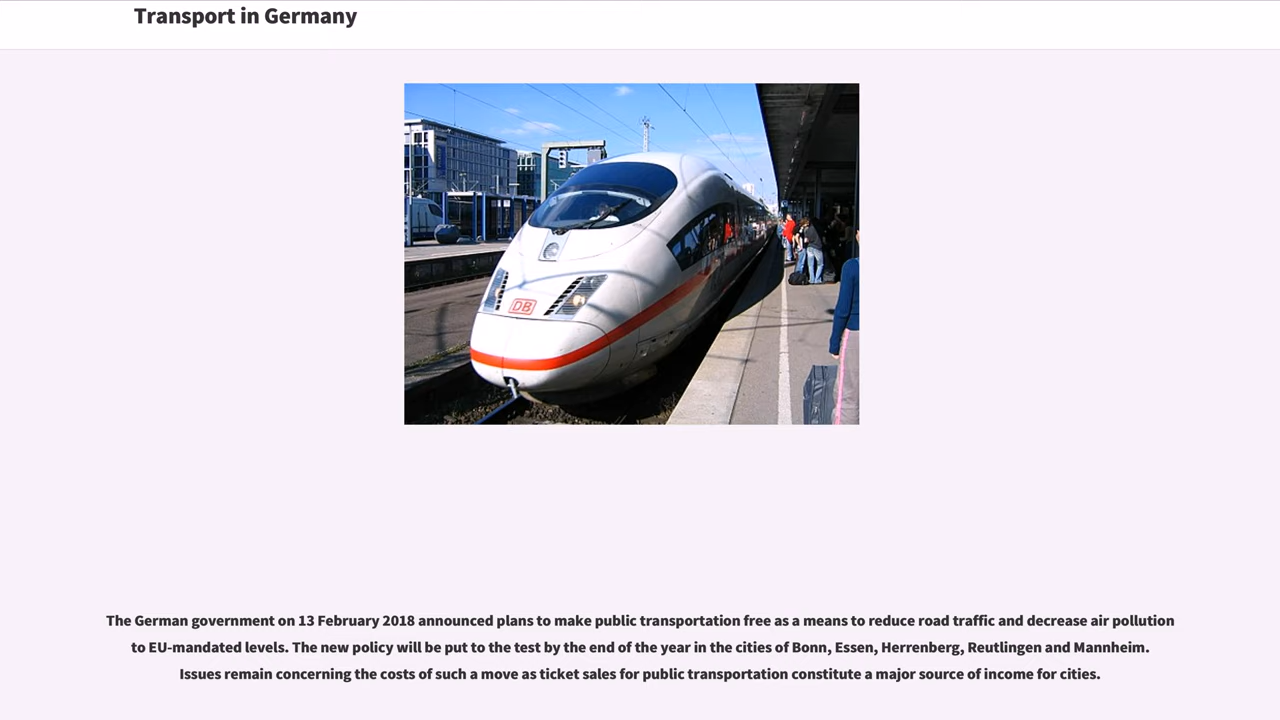 Transport in Germany
DB
The German government on 13 February 2018 announced plans to make public transportation free as a means to reduce road traffic and decrease air pollution
to EU-mandated levels. The new policy will be put to the test by the end of the year in the cities of Bonn, Essen, Herrenberg, Reutlingen and Mannheim.
Issues remain concerning the costs of such a move as ticket sales for public transportation constitute a major source of income for cities.